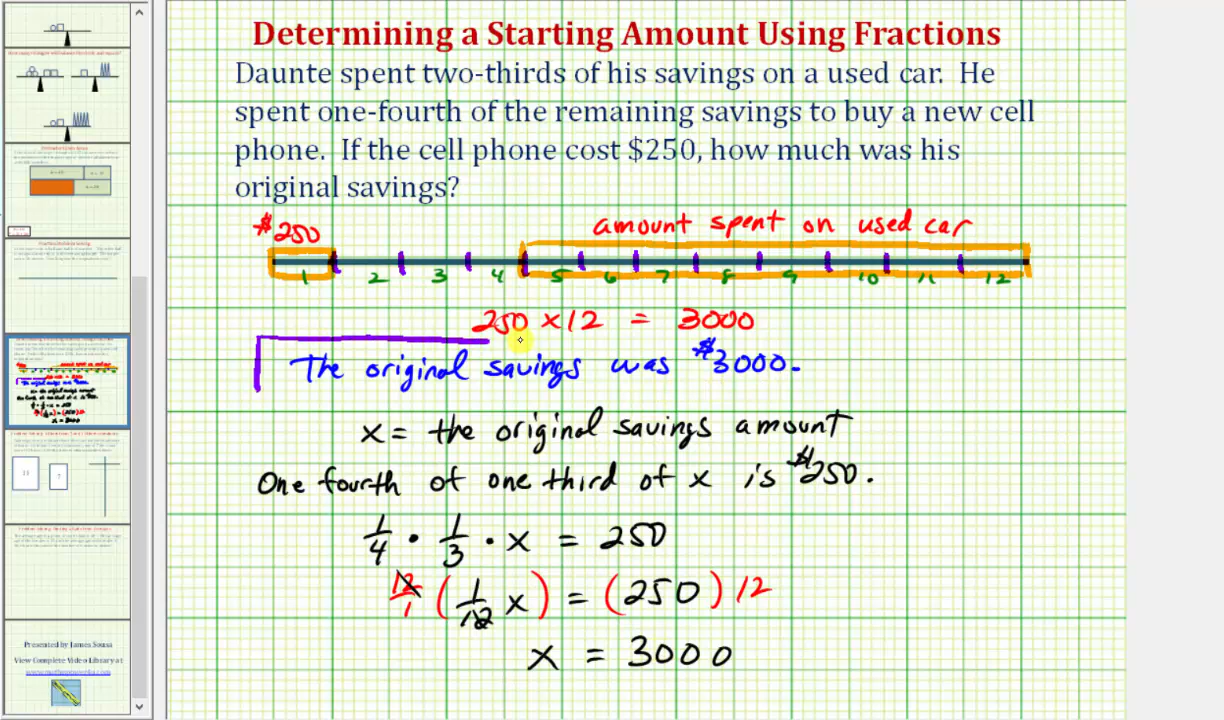 Determining a Starting Amount Using Fractions
Daunte spent two-thirds of his savings on a used car. He
spent one-fourth of the remaining savings to buy a new cell
phone. If the cell phone cost $250, how much was his
original savings?
$250 amount spent on used car
1 2 3 4 5 6 7 8 9 10 11 12
250 × 12 = 3000
The original savings was $3000.
x = the original savings amount
One fourth of one third of x is $250.
1/4 · 1/3 · x = 250
12/1 (1/12 x) = (250) 12
x = 3000
Presented by James Sousa
View Complete Video Library at